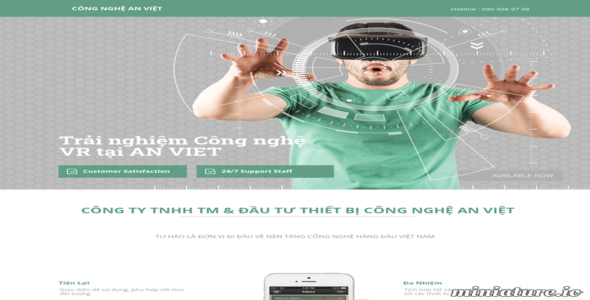 CÔNG NGHỆ AN VIỆT
Hotline : 090 458 97 98
Trải nghiệm Công nghệ
VR tại AN VIET
Customer Satisfaction
24/7 Support Staff
AVAILABLE NOW
CÔNG TY TNHH TM & ĐẦU TƯ THIẾT BỊ CÔNG NGHỆ AN VIỆT
TỰ HÀO LÀ ĐƠN VỊ ĐI ĐẦU VỀ NỀN TẢNG CÔNG NGHỆ HÀNG ĐẦU VIỆT NAM
Tiện Lợi
Giao diện dễ sử dụng, phù hợp với mọi
đối tượng
Đa Nhiệm
Tích hợp tất
tất các thiết
miniature.io